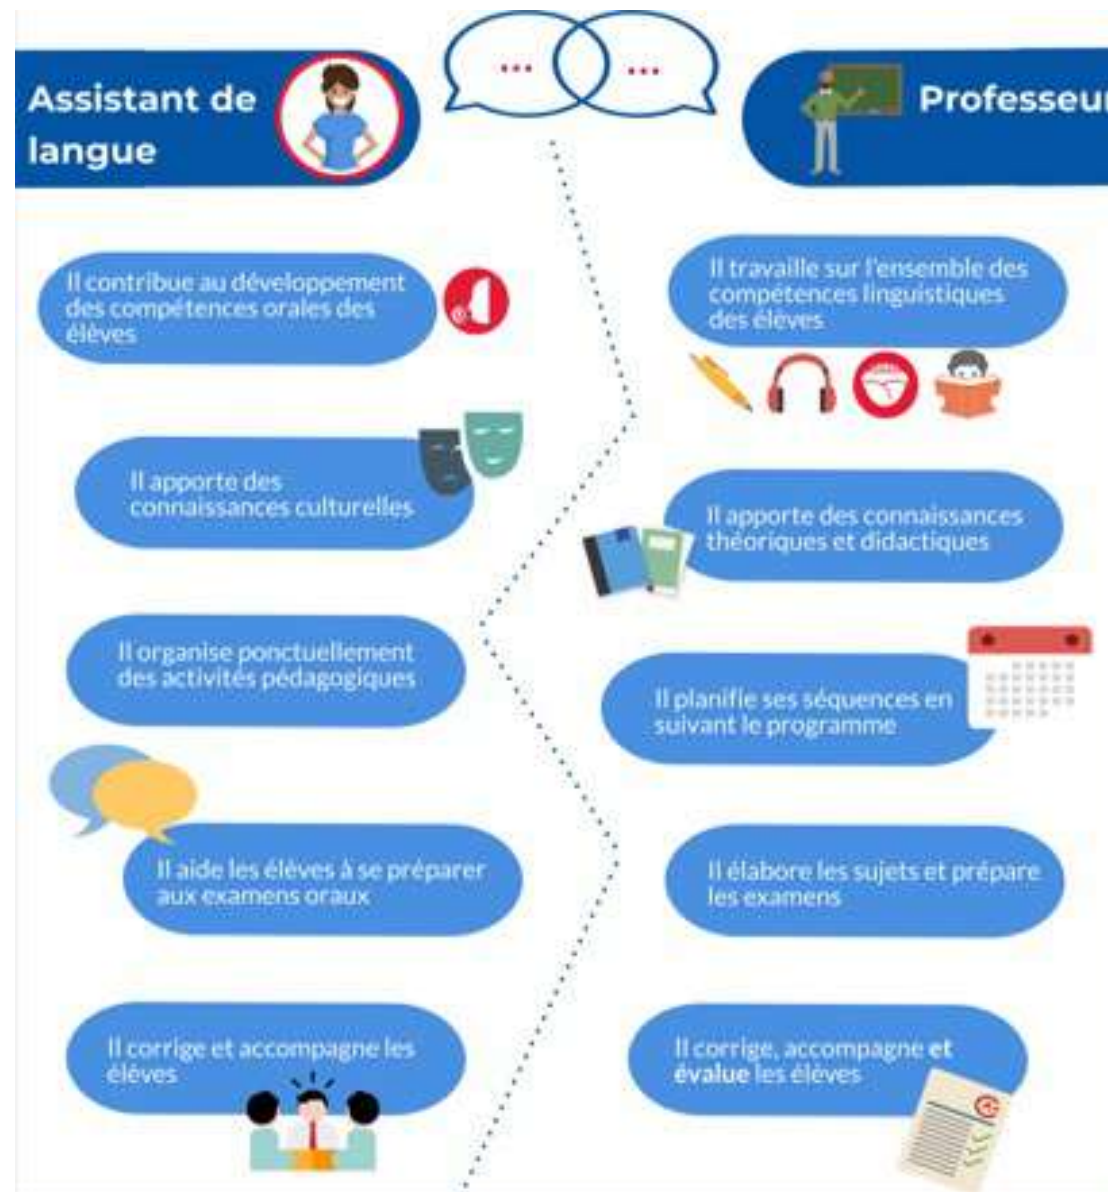 Assistant de
langue
Professeur
Il contribue au développement
des compétences orales des
élèves
Il travaille sur l'ensemble des
compétences linguistiques
des élèves
Il apporte des
connaissances culturelles
Il apporte des connaissances
théoriques et didactiques
Il organise ponctuellement
des activités pédagogiques
Il planifie ses séquences en
suivant le programme
Il aide les élèves à se préparer
aux examens oraux
Il élabore les sujets et prépare
les examens
Il corrige et accompagne les
élèves
Il corrige, accompagne et
évalue les élèves